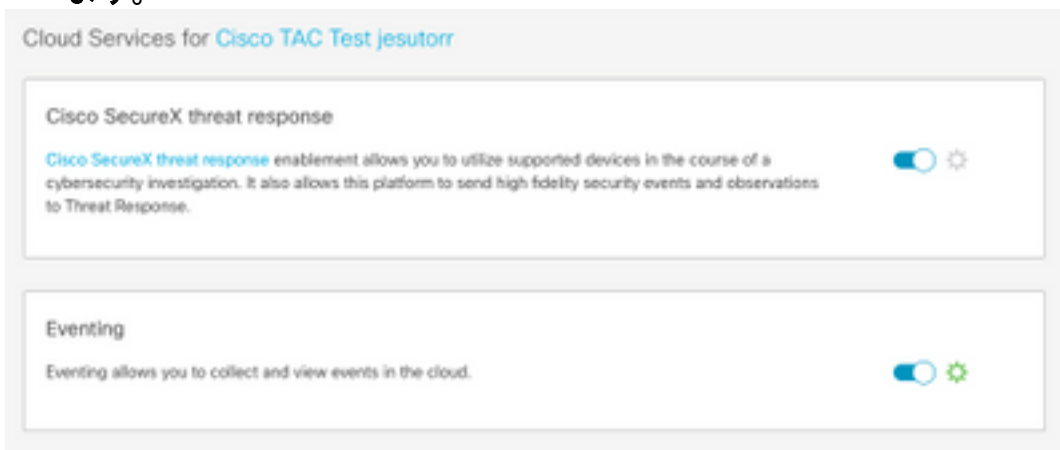 ます。
Cloud Services for Cisco TAC Test jesutorr
Cisco SecureX threat response
Cisco SecureX threat response enablement allows you to utilize supported devices in the course of a
cybersecurity investigation. It also allows this platform to send high fidelity security events and observations
to Threat Response.
Eventing
Eventing allows you to collect and view events in the cloud.